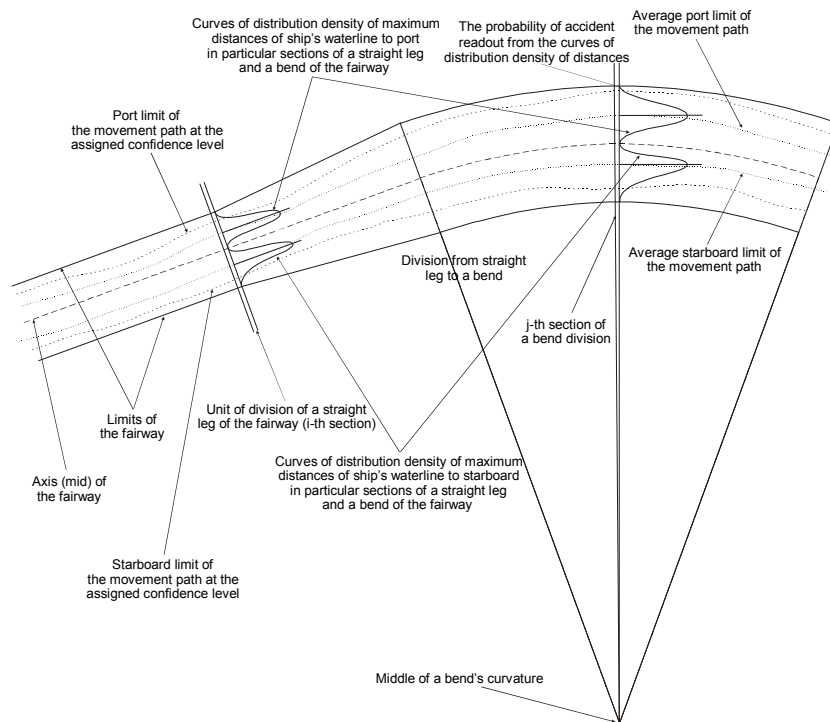 Curves of distribution density of maximum
distances of ship's waterline to port
in particular sections of a straight leg
and a bend of the fairway
The probability of accident
readout from the curves of
distribution density of distances
Average port limit of
the movement path
Port limit of
the movement path at the
assigned confidence level
Division from straight
leg to a bend
Average starboard limit of
the movement path
j-th section of
a bend division
Limits of
the fairway
Unit of division of a straight
leg of the fairway (i-th section)
Axis (mid) of
the fairway
Curves of distribution density of maximum
distances of ship's waterline to starboard
in particular sections of a straight leg
and a bend of the fairway
Starboard limit of
the movement path at the
assigned confidence level
Middle of a bend's curvature